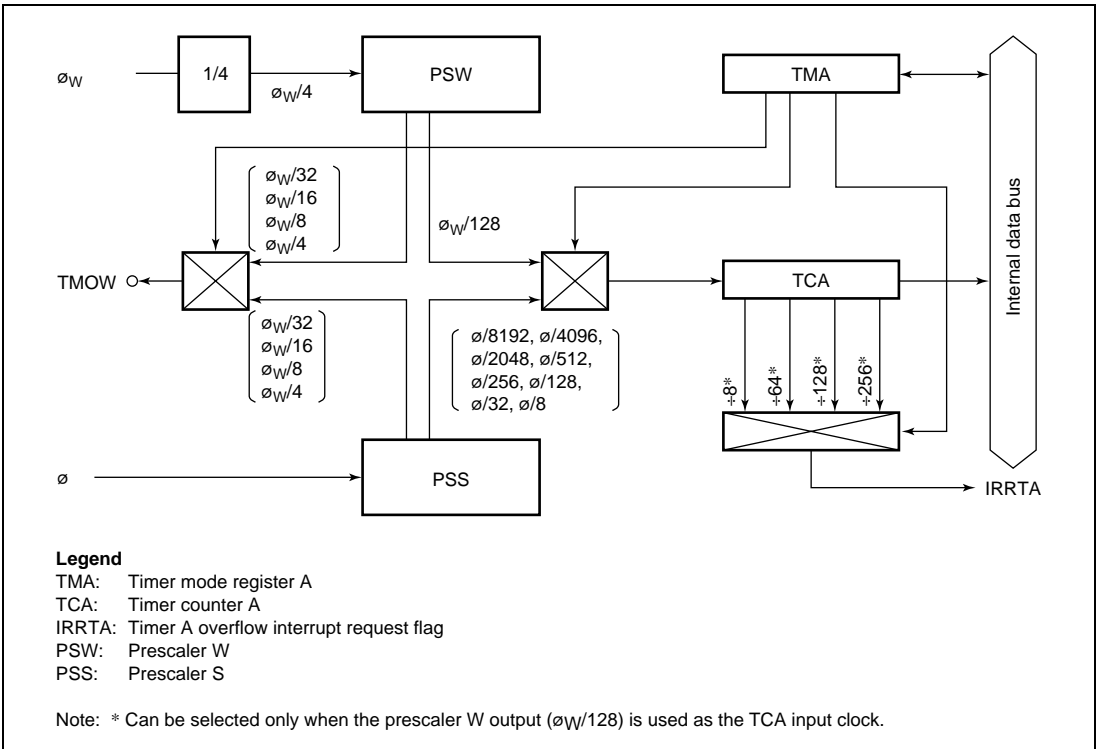 øW
1/4
øW/4
PSW
TMA
Internal data bus
øW/32
øW/16
øW/8
øW/4
øW/128
TMOW
TCA
øW/32
øW/16
øW/8
øW/4
ø/8192, ø/4096,
ø/2048, ø/512,
ø/256, ø/128,
ø/32, ø/8
÷8*
÷64*
÷128*
÷256*
ø
PSS
IRRTA
Legend
TMA: Timer mode register A
TCA: Timer counter A
IRRTA: Timer A overflow interrupt request flag
PSW: Prescaler W
PSS: Prescaler S
Note: * Can be selected only when the prescaler W output (øW/128) is used as the TCA input clock.